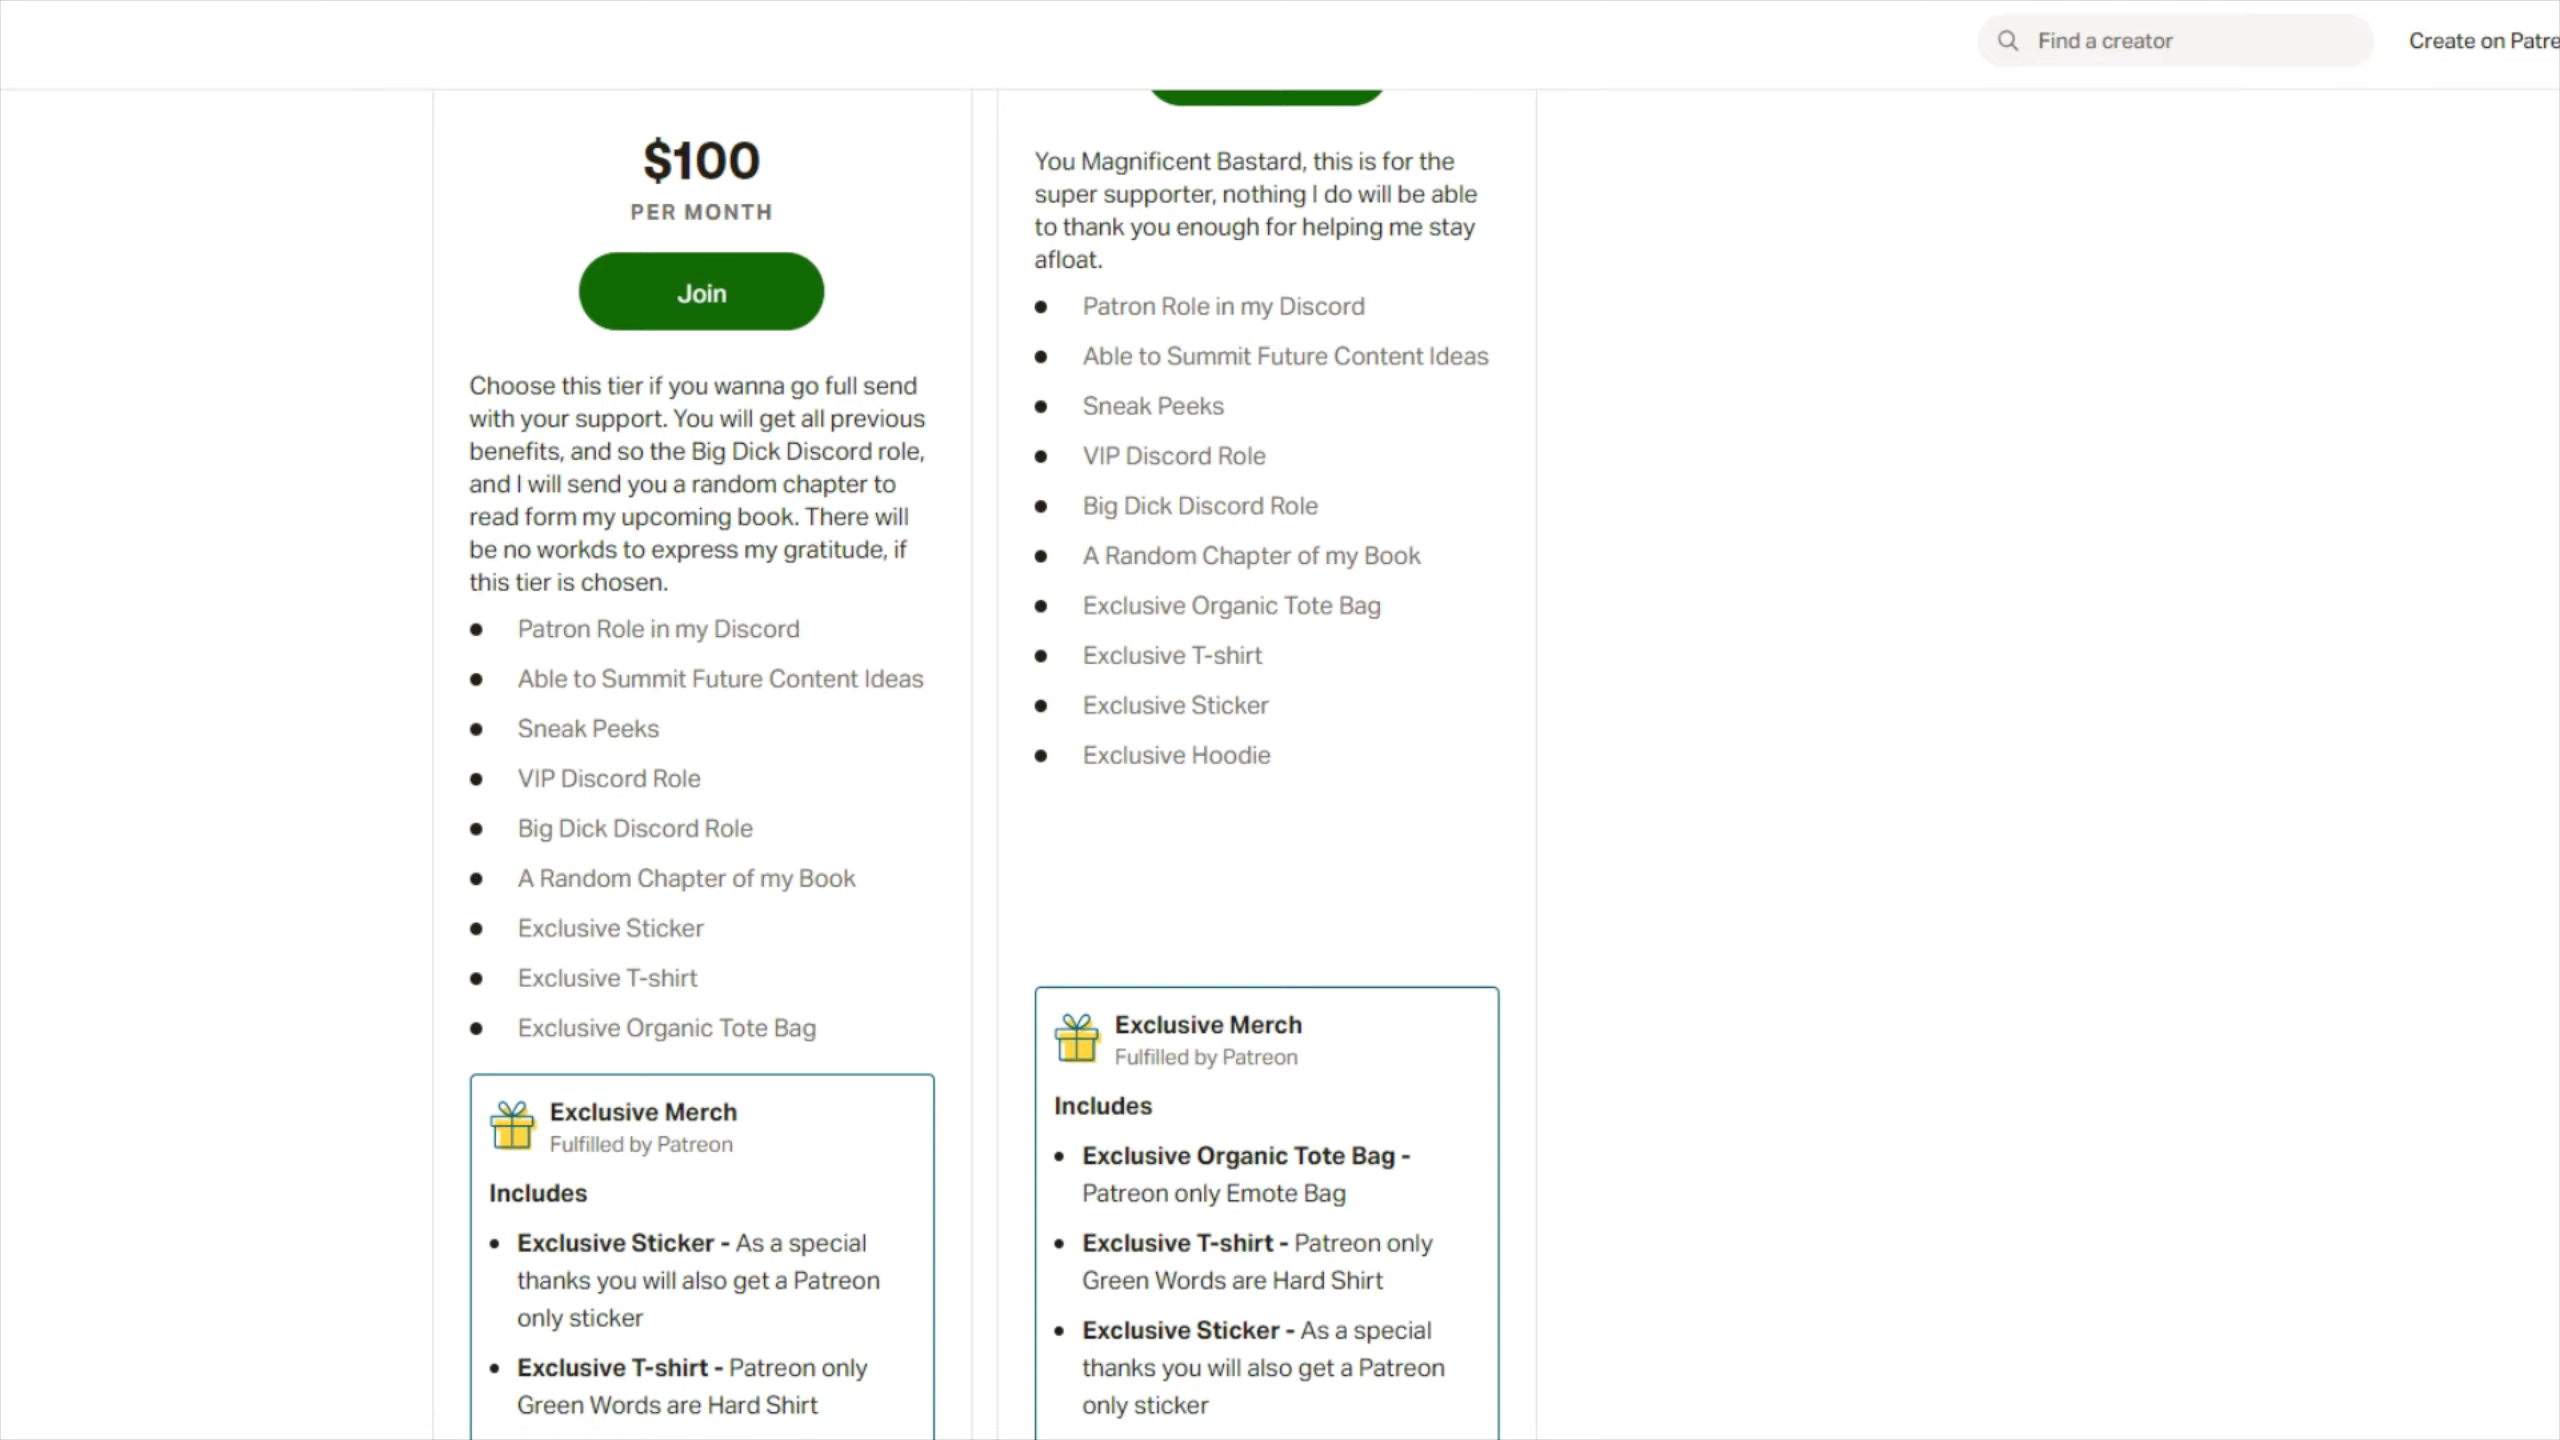 Find a creator
Create on Patre
$100
PER MONTH
Join
Choose this tier if you wanna go full send
with your support. You will get all previous
benefits, and so the Big Dick Discord role,
and I will send you a random chapter to
read form my upcoming book. There will
be no workds to express my gratitude, if
this tier is chosen.
Patron Role in my Discord
Able to Summit Future Content Ideas
Sneak Peeks
VIP Discord Role
Big Dick Discord Role
A Random Chapter of my Book
Exclusive Sticker
Exclusive T-shirt
Exclusive Organic Tote Bag
Exclusive Merch
Fulfilled by Patreon
Includes
Exclusive Sticker - As a special
thanks you will also get a Patreon
only sticker
Exclusive T-shirt - Patreon only
Green Words are Hard Shirt
You Magnificent Bastard, this is for the
super supporter, nothing I do will be able
to thank you enough for helping me stay
afloat.
Patron Role in my Discord
Able to Summit Future Content Ideas
Sneak Peeks
VIP Discord Role
Big Dick Discord Role
A Random Chapter of my Book
Exclusive Organic Tote Bag
Exclusive T-shirt
Exclusive Sticker
Exclusive Hoodie
Exclusive Merch
Fulfilled by Patreon
Includes
Exclusive Organic Tote Bag -
Patreon only Emote Bag
Exclusive T-shirt - Patreon only
Green Words are Hard Shirt
Exclusive Sticker - As a special
thanks you will also get a Patreon
only sticker